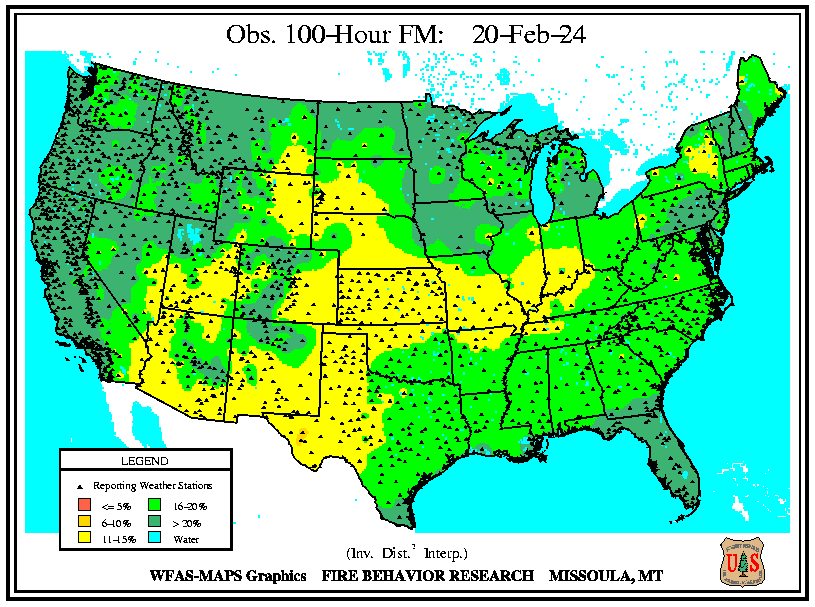 Obs. 100-Hour FM: 20-Feb-24
LEGEND
Reporting Weather Stations
<= 5% 16-20%
6-10% > 20%
11-15% Water
(Inv. Dist.² Interp.)
WFAS-MAPS Graphics FIRE BEHAVIOR RESEARCH MISSOULA, MT
U S